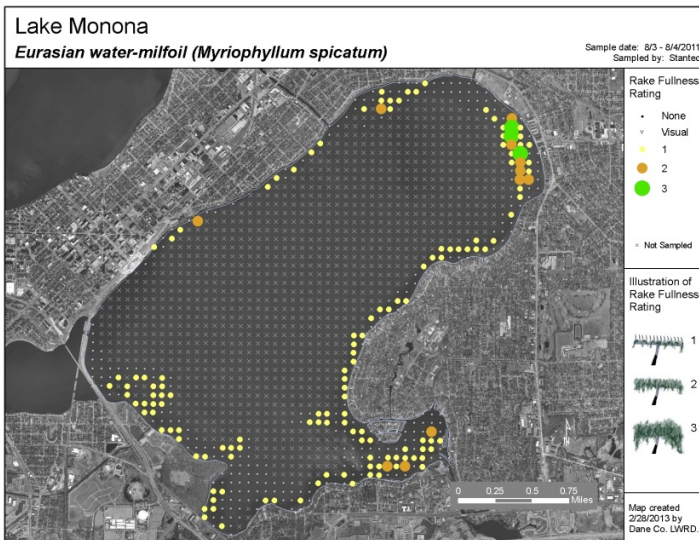 Lake Monona
Eurasian water-milfoil (Myriophyllum spicatum)
Sample date: 8/3 - 8/4/2011
Sampled by: Stantec
Rake Fullness
Rating
None
Visual
1
2
3
× Not Sampled
Illustration of
Rake Fullness
Rating
1
2
3
N
0 0.25 0.5 0.75
Miles
Map created
2/28/2013 by
Dane Co. LWRD.